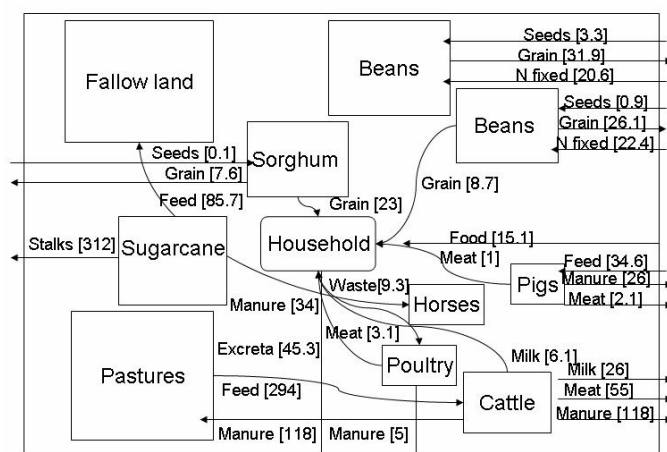 Seeds [3.3]
Grain [31.9]
N fixed [20.6]
Fallow land
Beans
Seeds [0.9]
Grain [26.1]
N fixed [22.4]
Beans
Seeds [0.1]
Grain [7.6]
Sorghum
Feed [85.7]
Grain [23]
Grain [8.7]
Stalks [312]
Sugarcane
Household
Food [15.1]
Meat [1]
Feed [34.6]
Manure [26]
Meat [2.1]
Pigs
Waste[9.3]
Manure [34]
Horses
Meat [3.1]
Excreta [45.3]
Pastures
Feed [294]
Poultry
Milk [6.1]
Milk [26]
Meat [55]
Manure [118]
Cattle
Manure [118]
Manure [5]